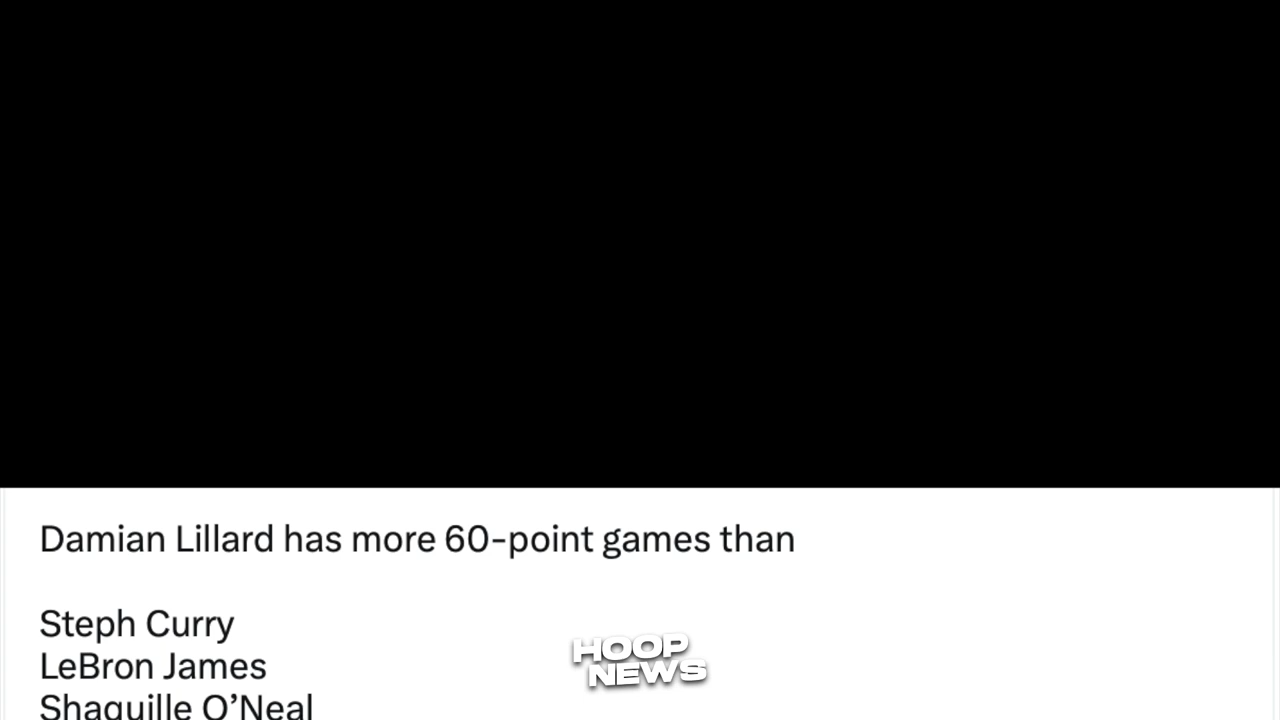 Damian Lillard has more 60-point games than
Steph Curry
LeBron James
Shaquille O’Neal
HOOP
NEWS